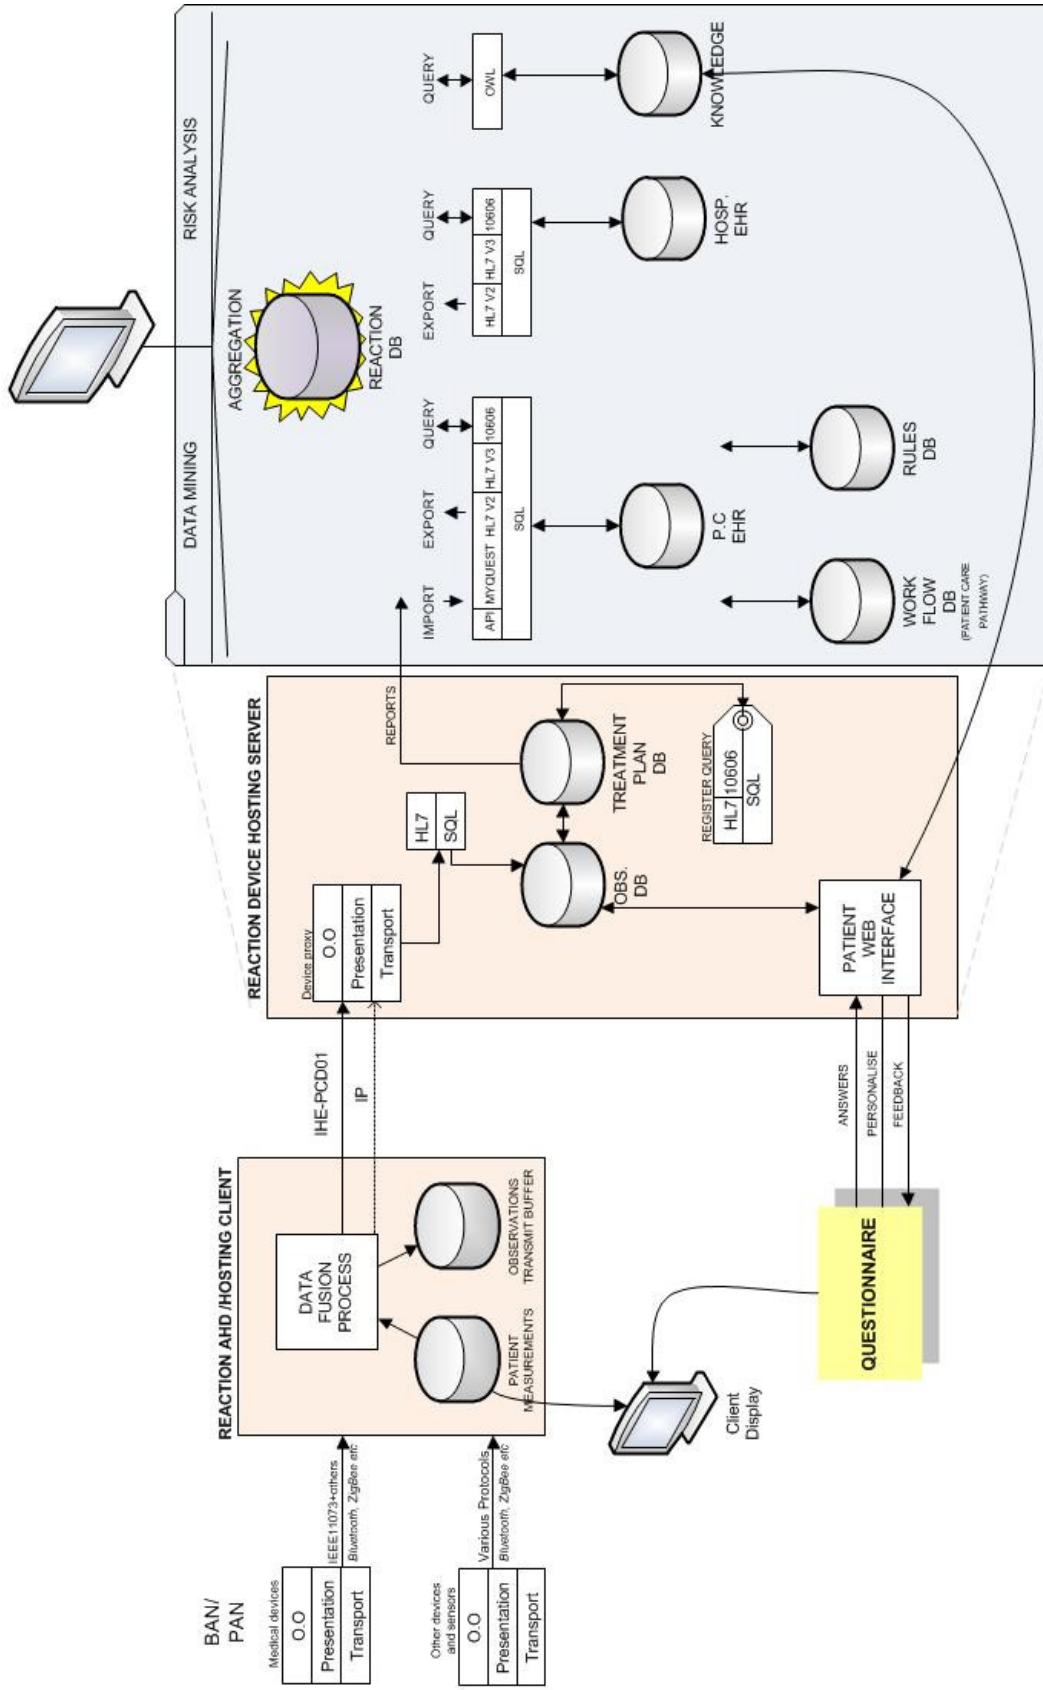 BAN/
PAN
Medical devices
O.O
Presentation
Transport
IEEE11073+others
Bluetooth, ZigBee etc
Other devices
and sensors
O.O
Presentation
Transport
Various Protocols
Bluetooth, ZigBee etc
REACTION AHD /HOSTING CLIENT
DATA
FUSION
PROCESS
PATIENT
MEASUREMENTS
OBSERVATIONS
TRANSMIT BUFFER
Client
Display
QUESTIONNAIRE
IHE-PCD01
IP
ANSWERS
PERSONALISE
FEEDBACK
REACTION DEVICE HOSTING SERVER
Device proxy
O.O
Presentation
Transport
HL7
SQL
OBS.
DB
TREATMENT
PLAN
DB
REPORTS
REGISTER QUERY
HL7 10606
SQL
PATIENT
WEB
INTERFACE
DATA MINING
RISK ANALYSIS
AGGREGATION
REACTION
DB
IMPORT
EXPORT
QUERY
API MYQUEST HL7 V2 HL7 V3 10606
SQL
P.C
EHR
EXPORT
QUERY
HL7 V2 HL7 V3 10606
SQL
HOSP.
EHR
QUERY
OWL
KNOWLEDGE
WORK
FLOW
DB
(PATIENT CARE
PATHWAY)
RULES
DB